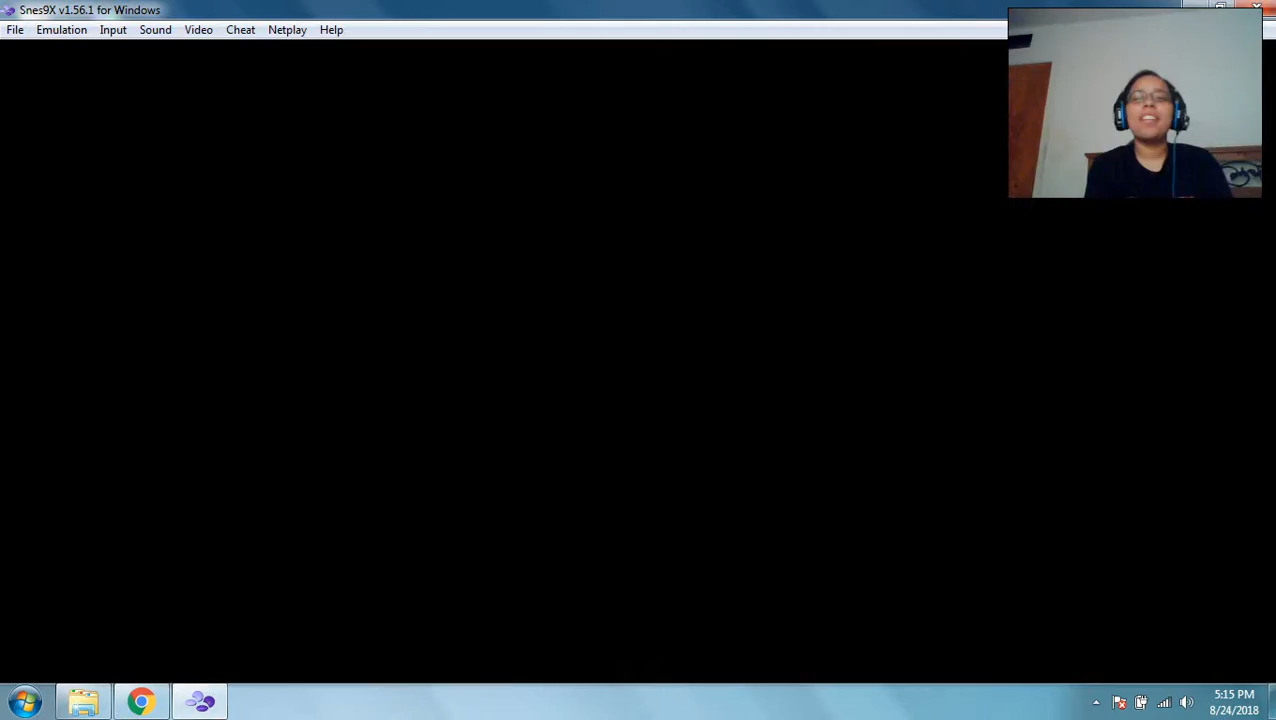 Snes9X v1.56.1 for Windows
File Emulation Input Sound Video Cheat Netplay Help
5:15 PM
8/24/2018